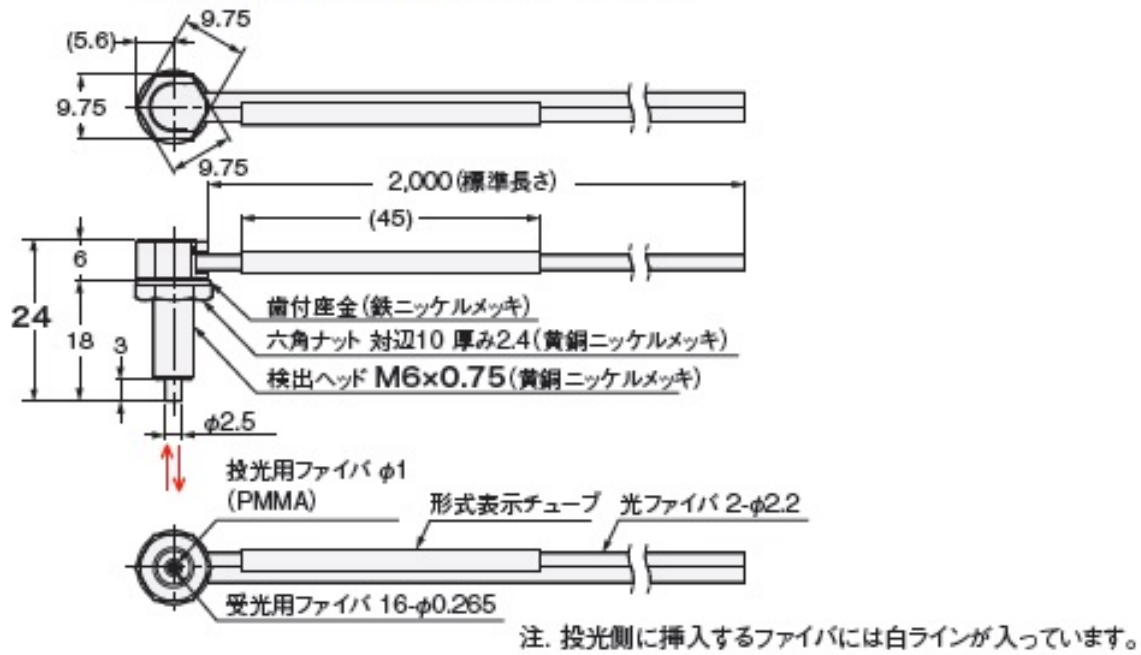 9.75
(5.6)
9.75
9.75
2,000(標準長さ)
(45)
6
24
歯付座金(鉄ニッケルメッキ)
18
3
六角ナット 対辺10 厚み2.4(黄銅ニッケルメッキ)
検出ヘッド M6×0.75(黄銅ニッケルメッキ)
φ2.5
投光用ファイバ φ1
(PMMA)
形式表示チューブ
光ファイバ 2-φ2.2
受光用ファイバ 16-φ0.265
注. 投光側に挿入するファイバには白ラインが入っています。